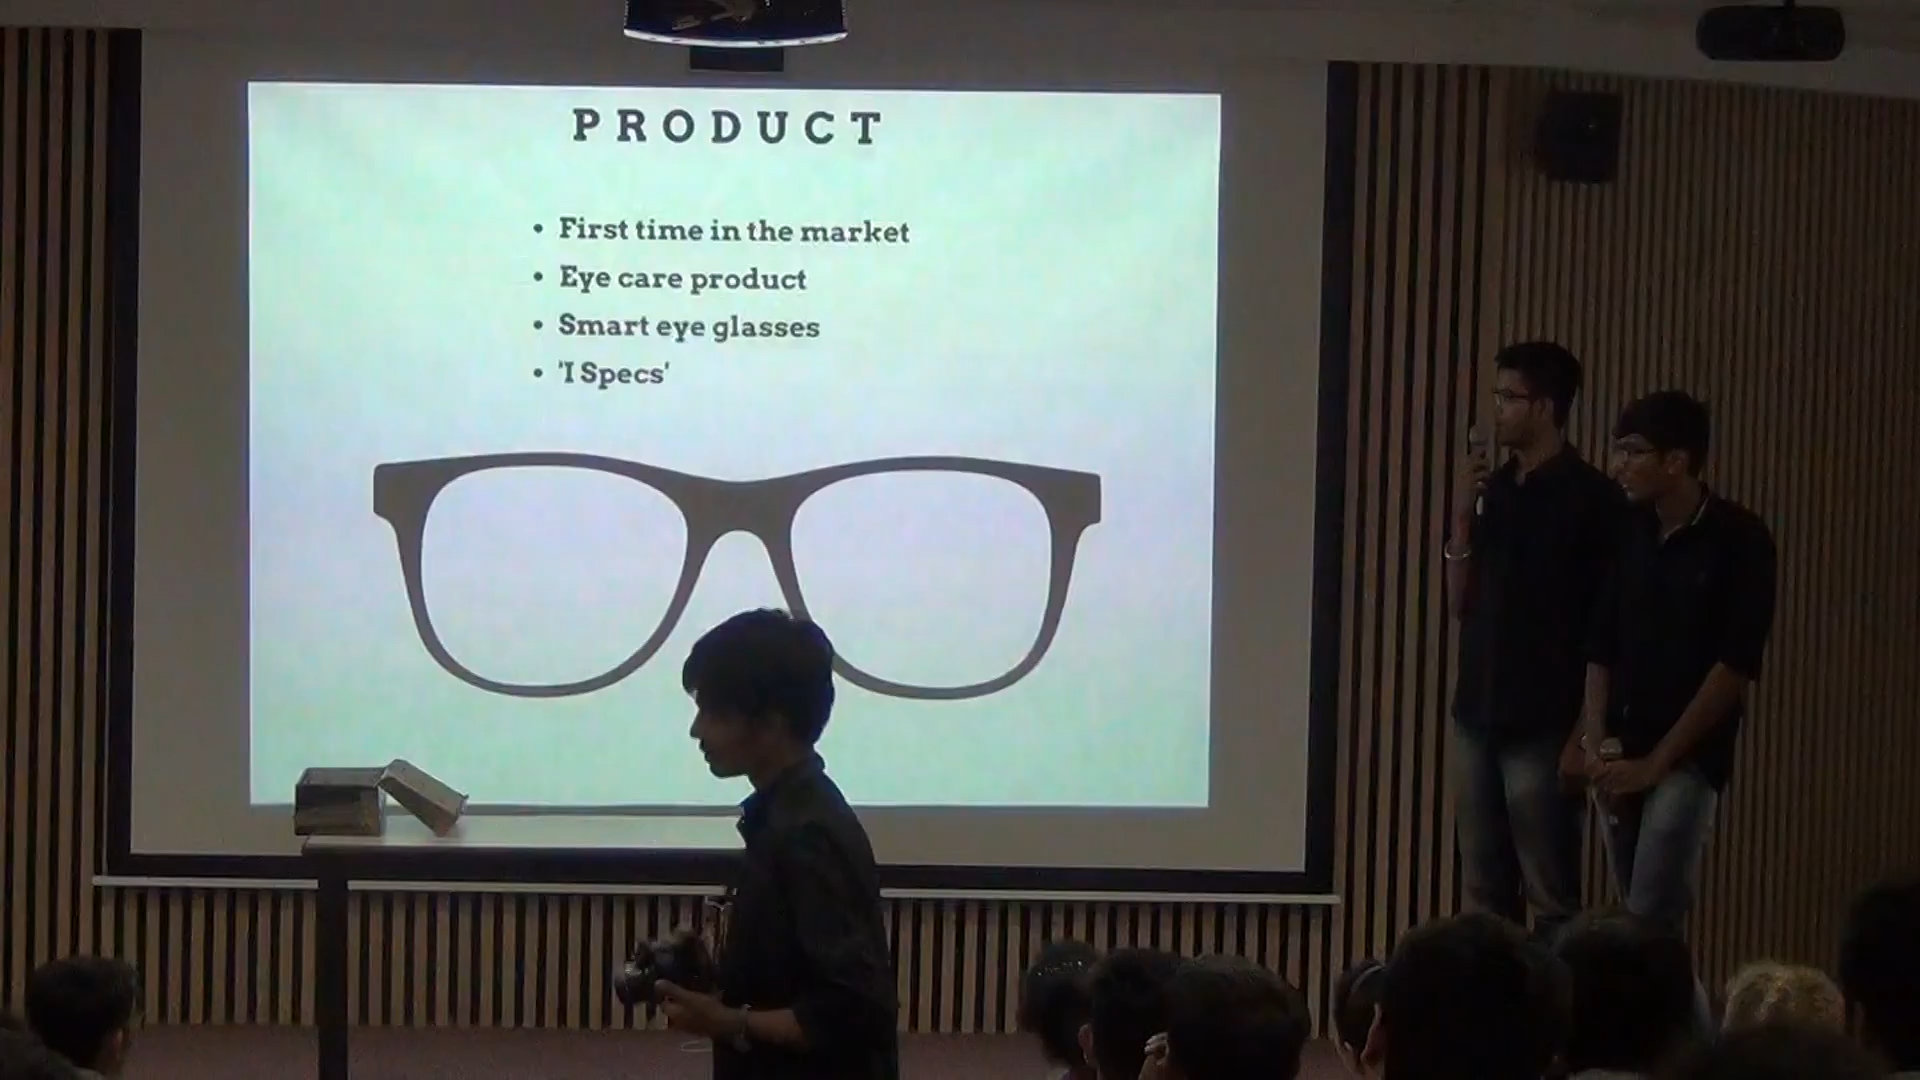 PRODUCT
• First time in the market
• Eye care product
• Smart eye glasses
• 'I Specs'